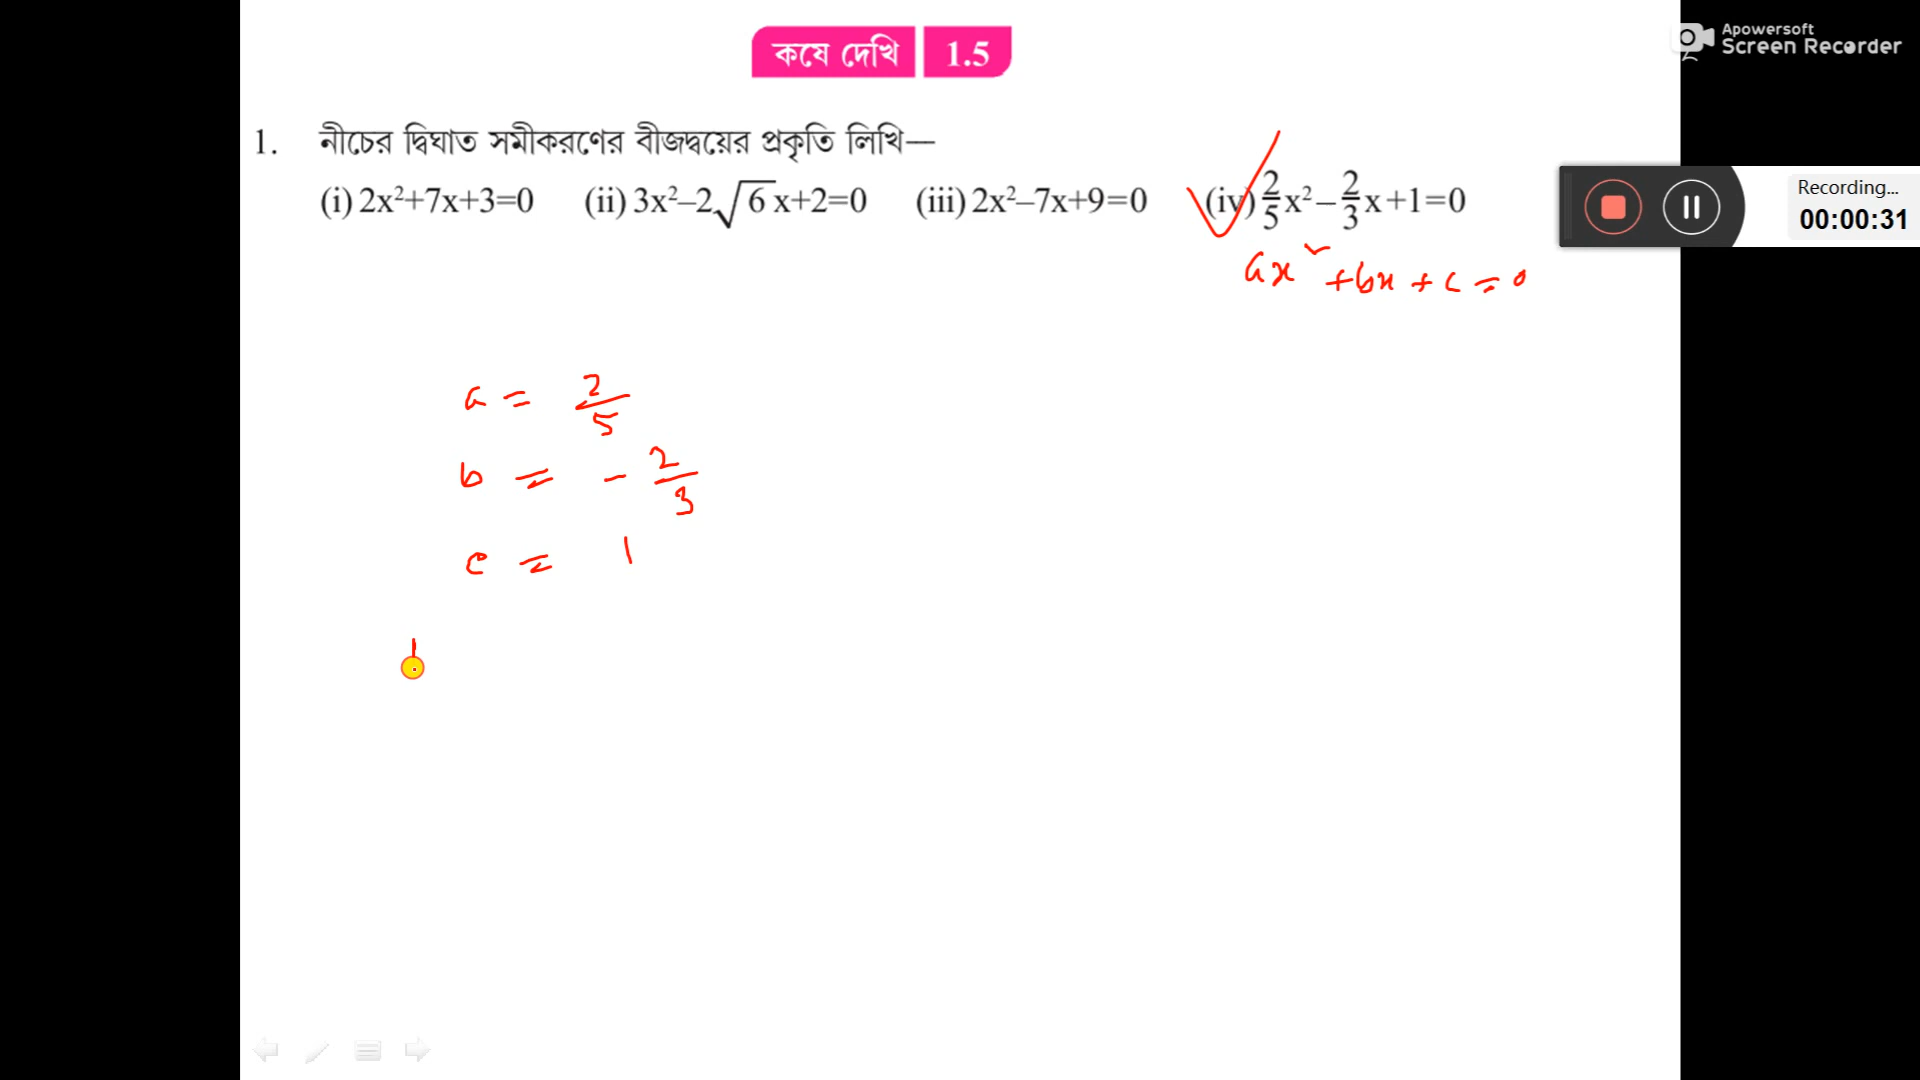 কষে দেখি 1.5
Apowersoft
Screen Recorder
1. নীচের দ্বিঘাত সমীকরণের বীজদ্বয়ের প্রকৃতি লিখি—
(i) 2x²+7x+3=0 (ii) 3x²–2√6x+2=0 (iii) 2x²–7x+9=0 (iv) 2/5x²–2/3x+1=0
Recording...
00:00:31
ax² +bx + c = 0
a = 2/5
b = - 2/3
c = 1